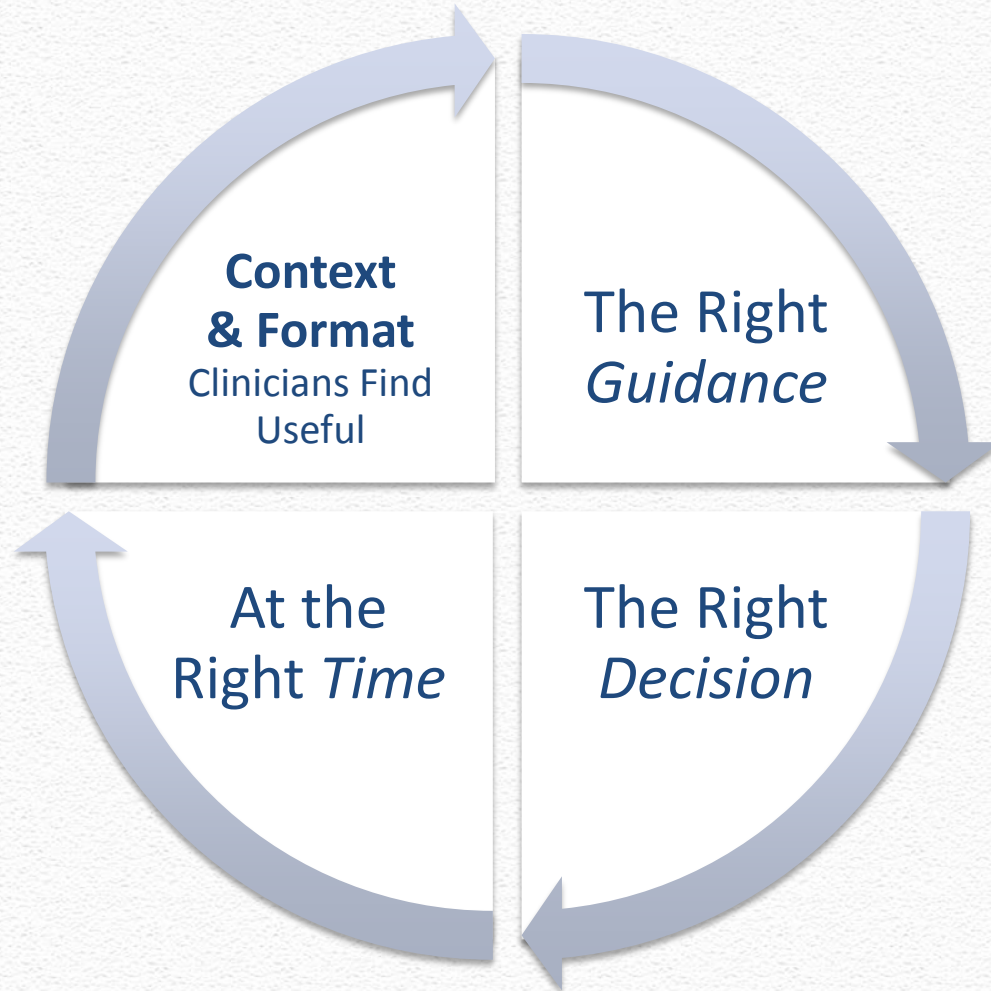 Context
& Format
Clinicians Find
Useful
The Right
Guidance
At the
Right Time
The Right
Decision